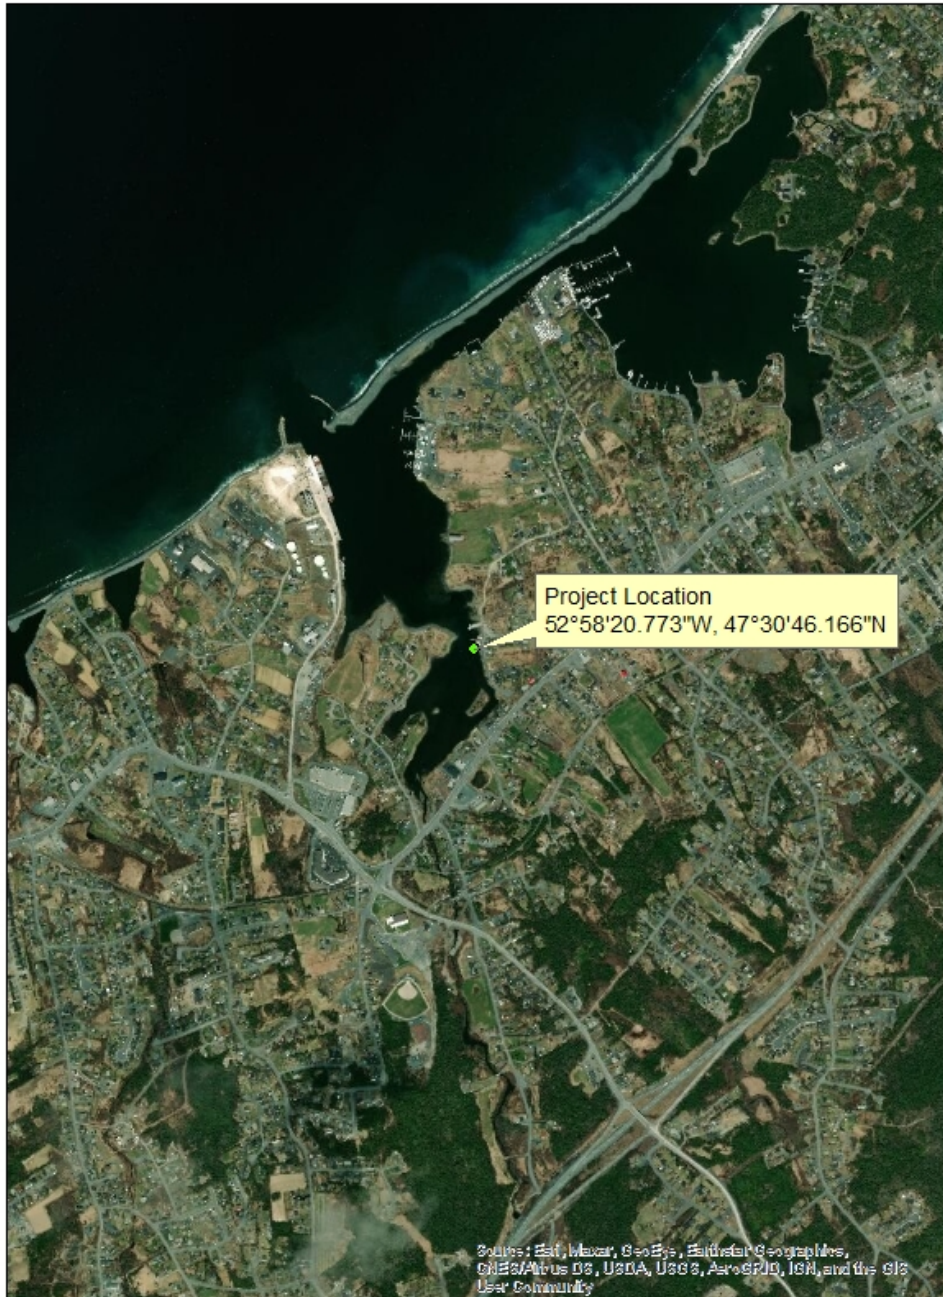 Project Location
52°58'20.773"W, 47°30'46.166"N
Source: Esri, Maxar, GeoEye, Earthstar Geographics,
CNES/Airbus DS, USDA, USGS, AeroGRID, IGN, and the GIS
User Community